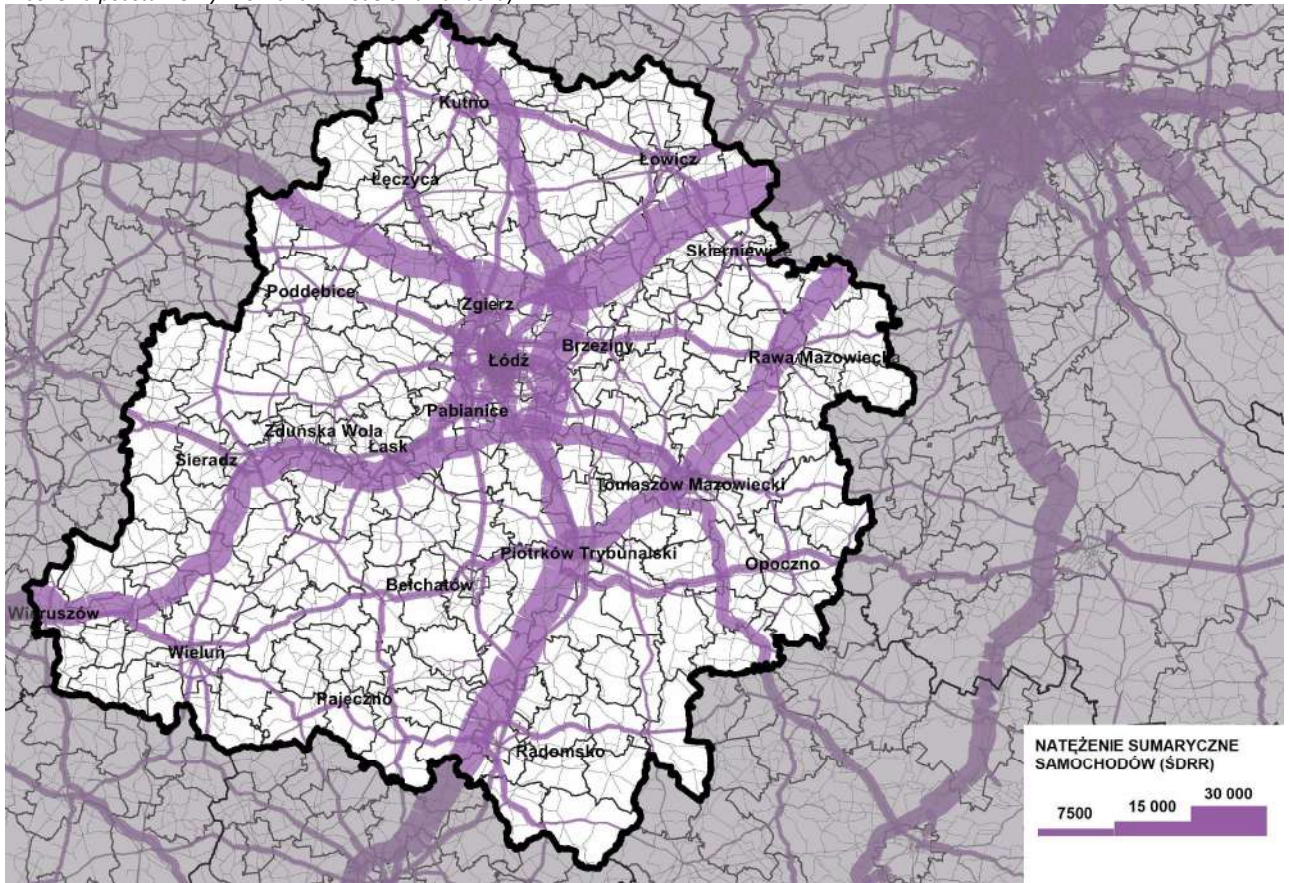 Kutno
Łowicz
Łęczyca
Skierniewice
Poddębice
Zgierz
Brzeziny
Łódź
Rawa Mazowiecka
Pabianice
Zduńska Wola
Łask
Sieradz
Tomaszów Mazowiecki
Piotrków Trybunalski
Opoczno
Bełchatów
Wieruszów
Wieluń
Pajęczno
Radomsko
NATĘŻENIE SUMARYCZNE
SAMOCHODÓW (ŚDRR)
7500 15 000 30 000